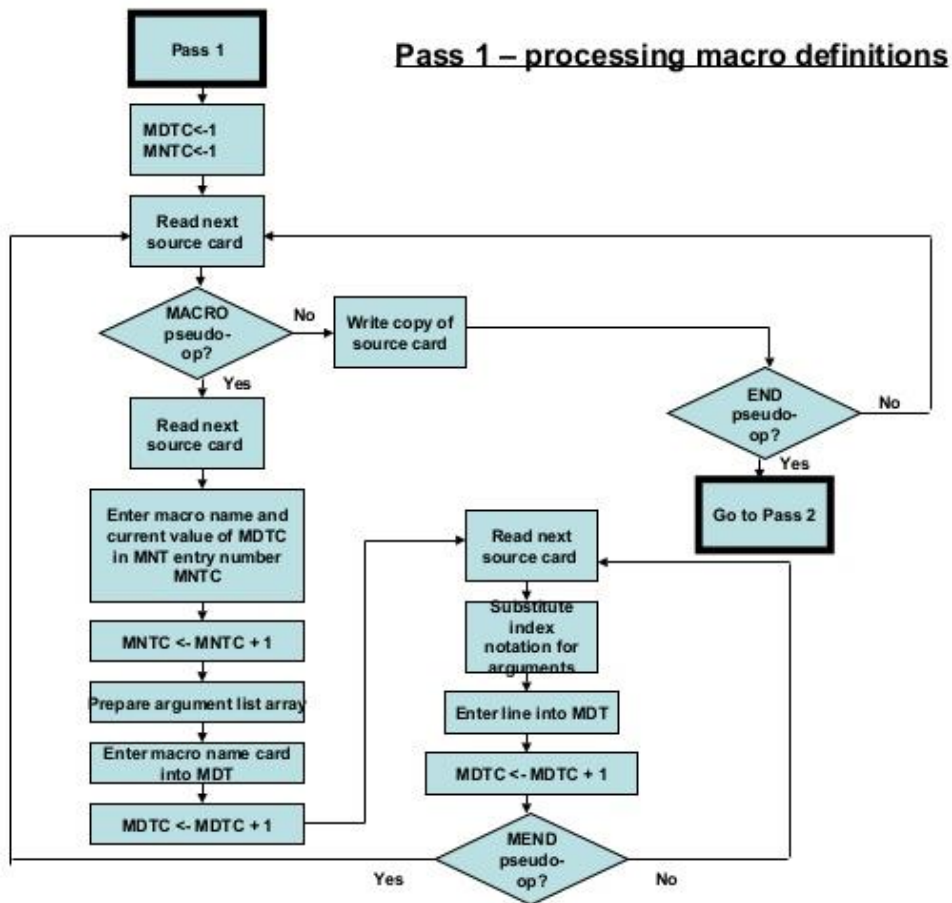 Pass 1
Pass 1 – processing macro definitions
MDTC<-1
MNTC<-1
Read next
source card
MACRO
pseudo-
op?
No
Write copy of
source card
Yes
END
pseudo-
op?
No
Yes
Go to Pass 2
Read next
source card
Enter macro name and
current value of MDTC
in MNT entry number
MNTC
MNTC <- MNTC + 1
Prepare argument list array
Enter macro name card
into MDT
MDTC <- MDTC + 1
Read next
source card
Substitute
index
notation for
arguments
Enter line into MDT
MDTC <- MDTC + 1
MEND
pseudo-
op?
Yes
No